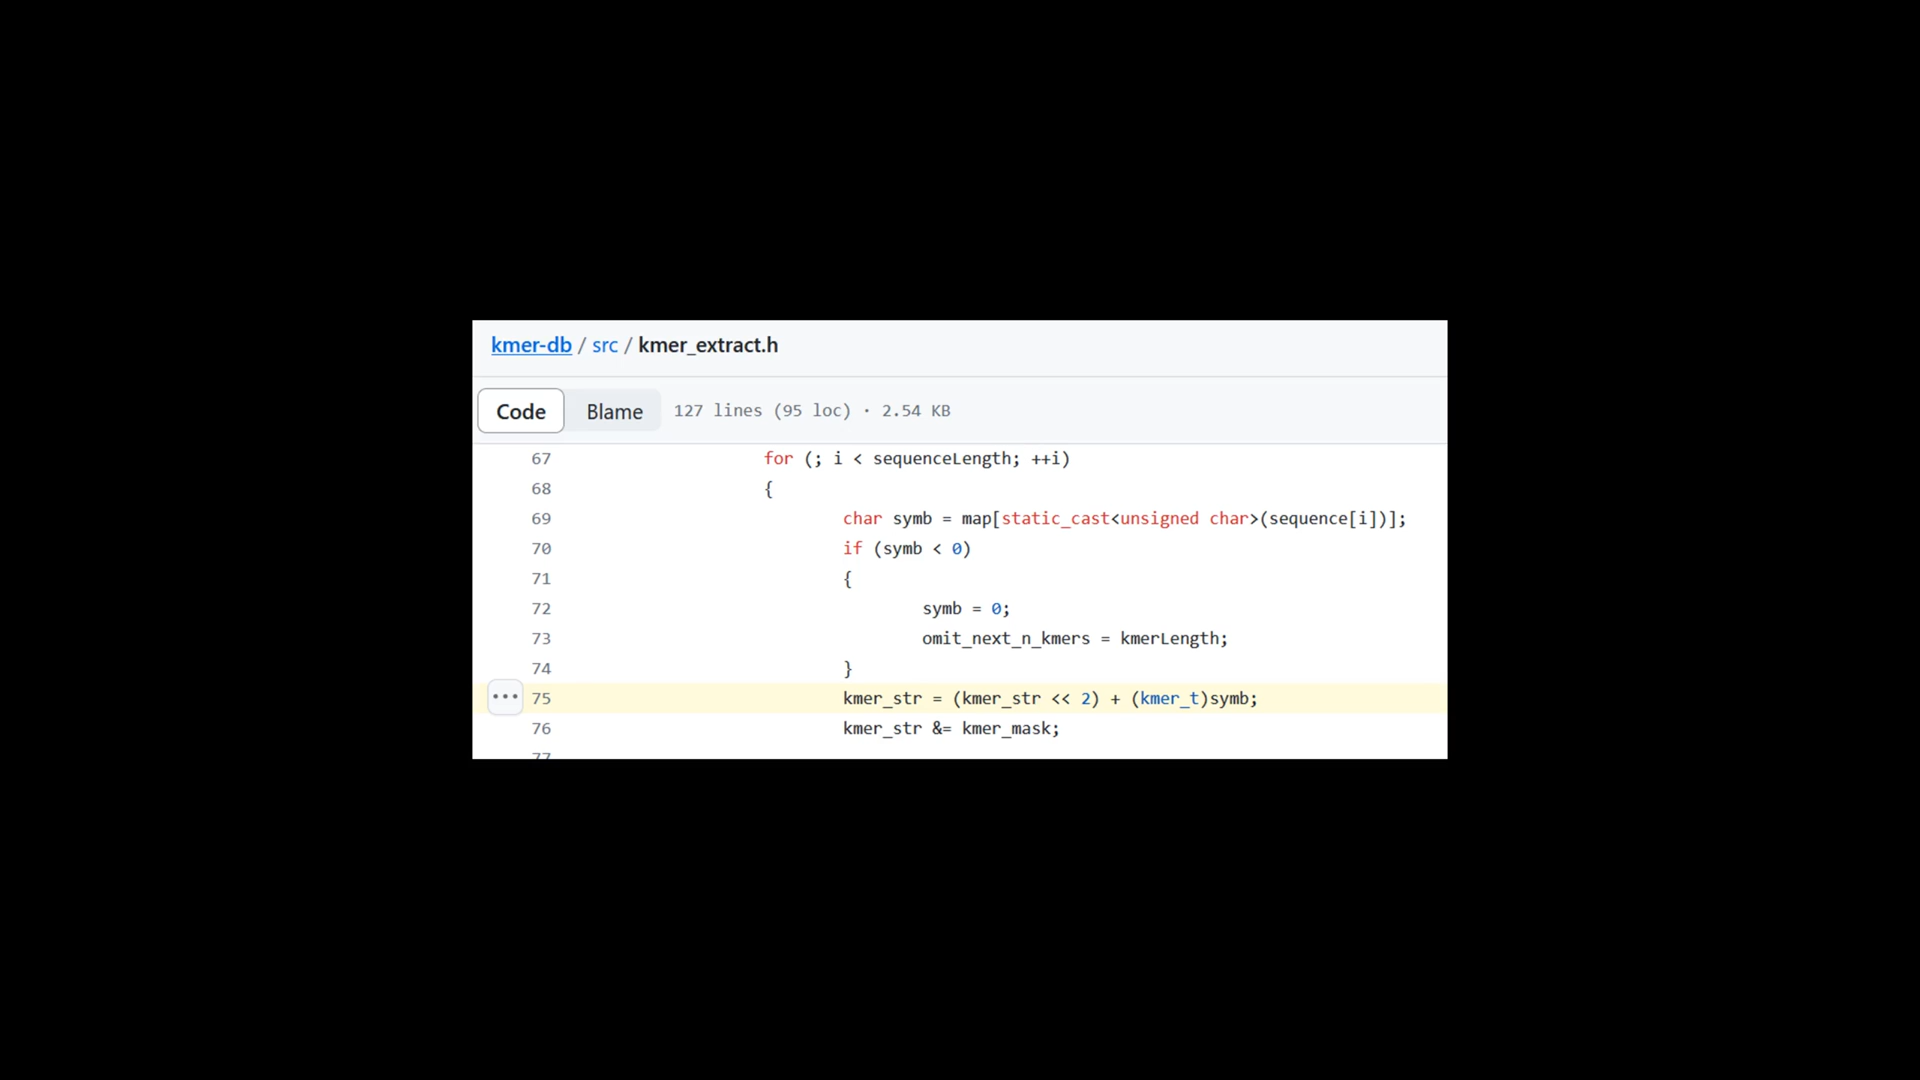 kmer-db / src / kmer_extract.h
Code Blame 127 lines (95 loc) · 2.54 KB
67 for (; i < sequenceLength; ++i)
68 {
69 char symb = map[static_cast<unsigned char>(sequence[i])];
70 if (symb < 0)
71 {
72 symb = 0;
73 omit_next_n_kmers = kmerLength;
74 }
75 kmer_str = (kmer_str << 2) + (kmer_t)symb;
76 kmer_str &= kmer_mask;
77